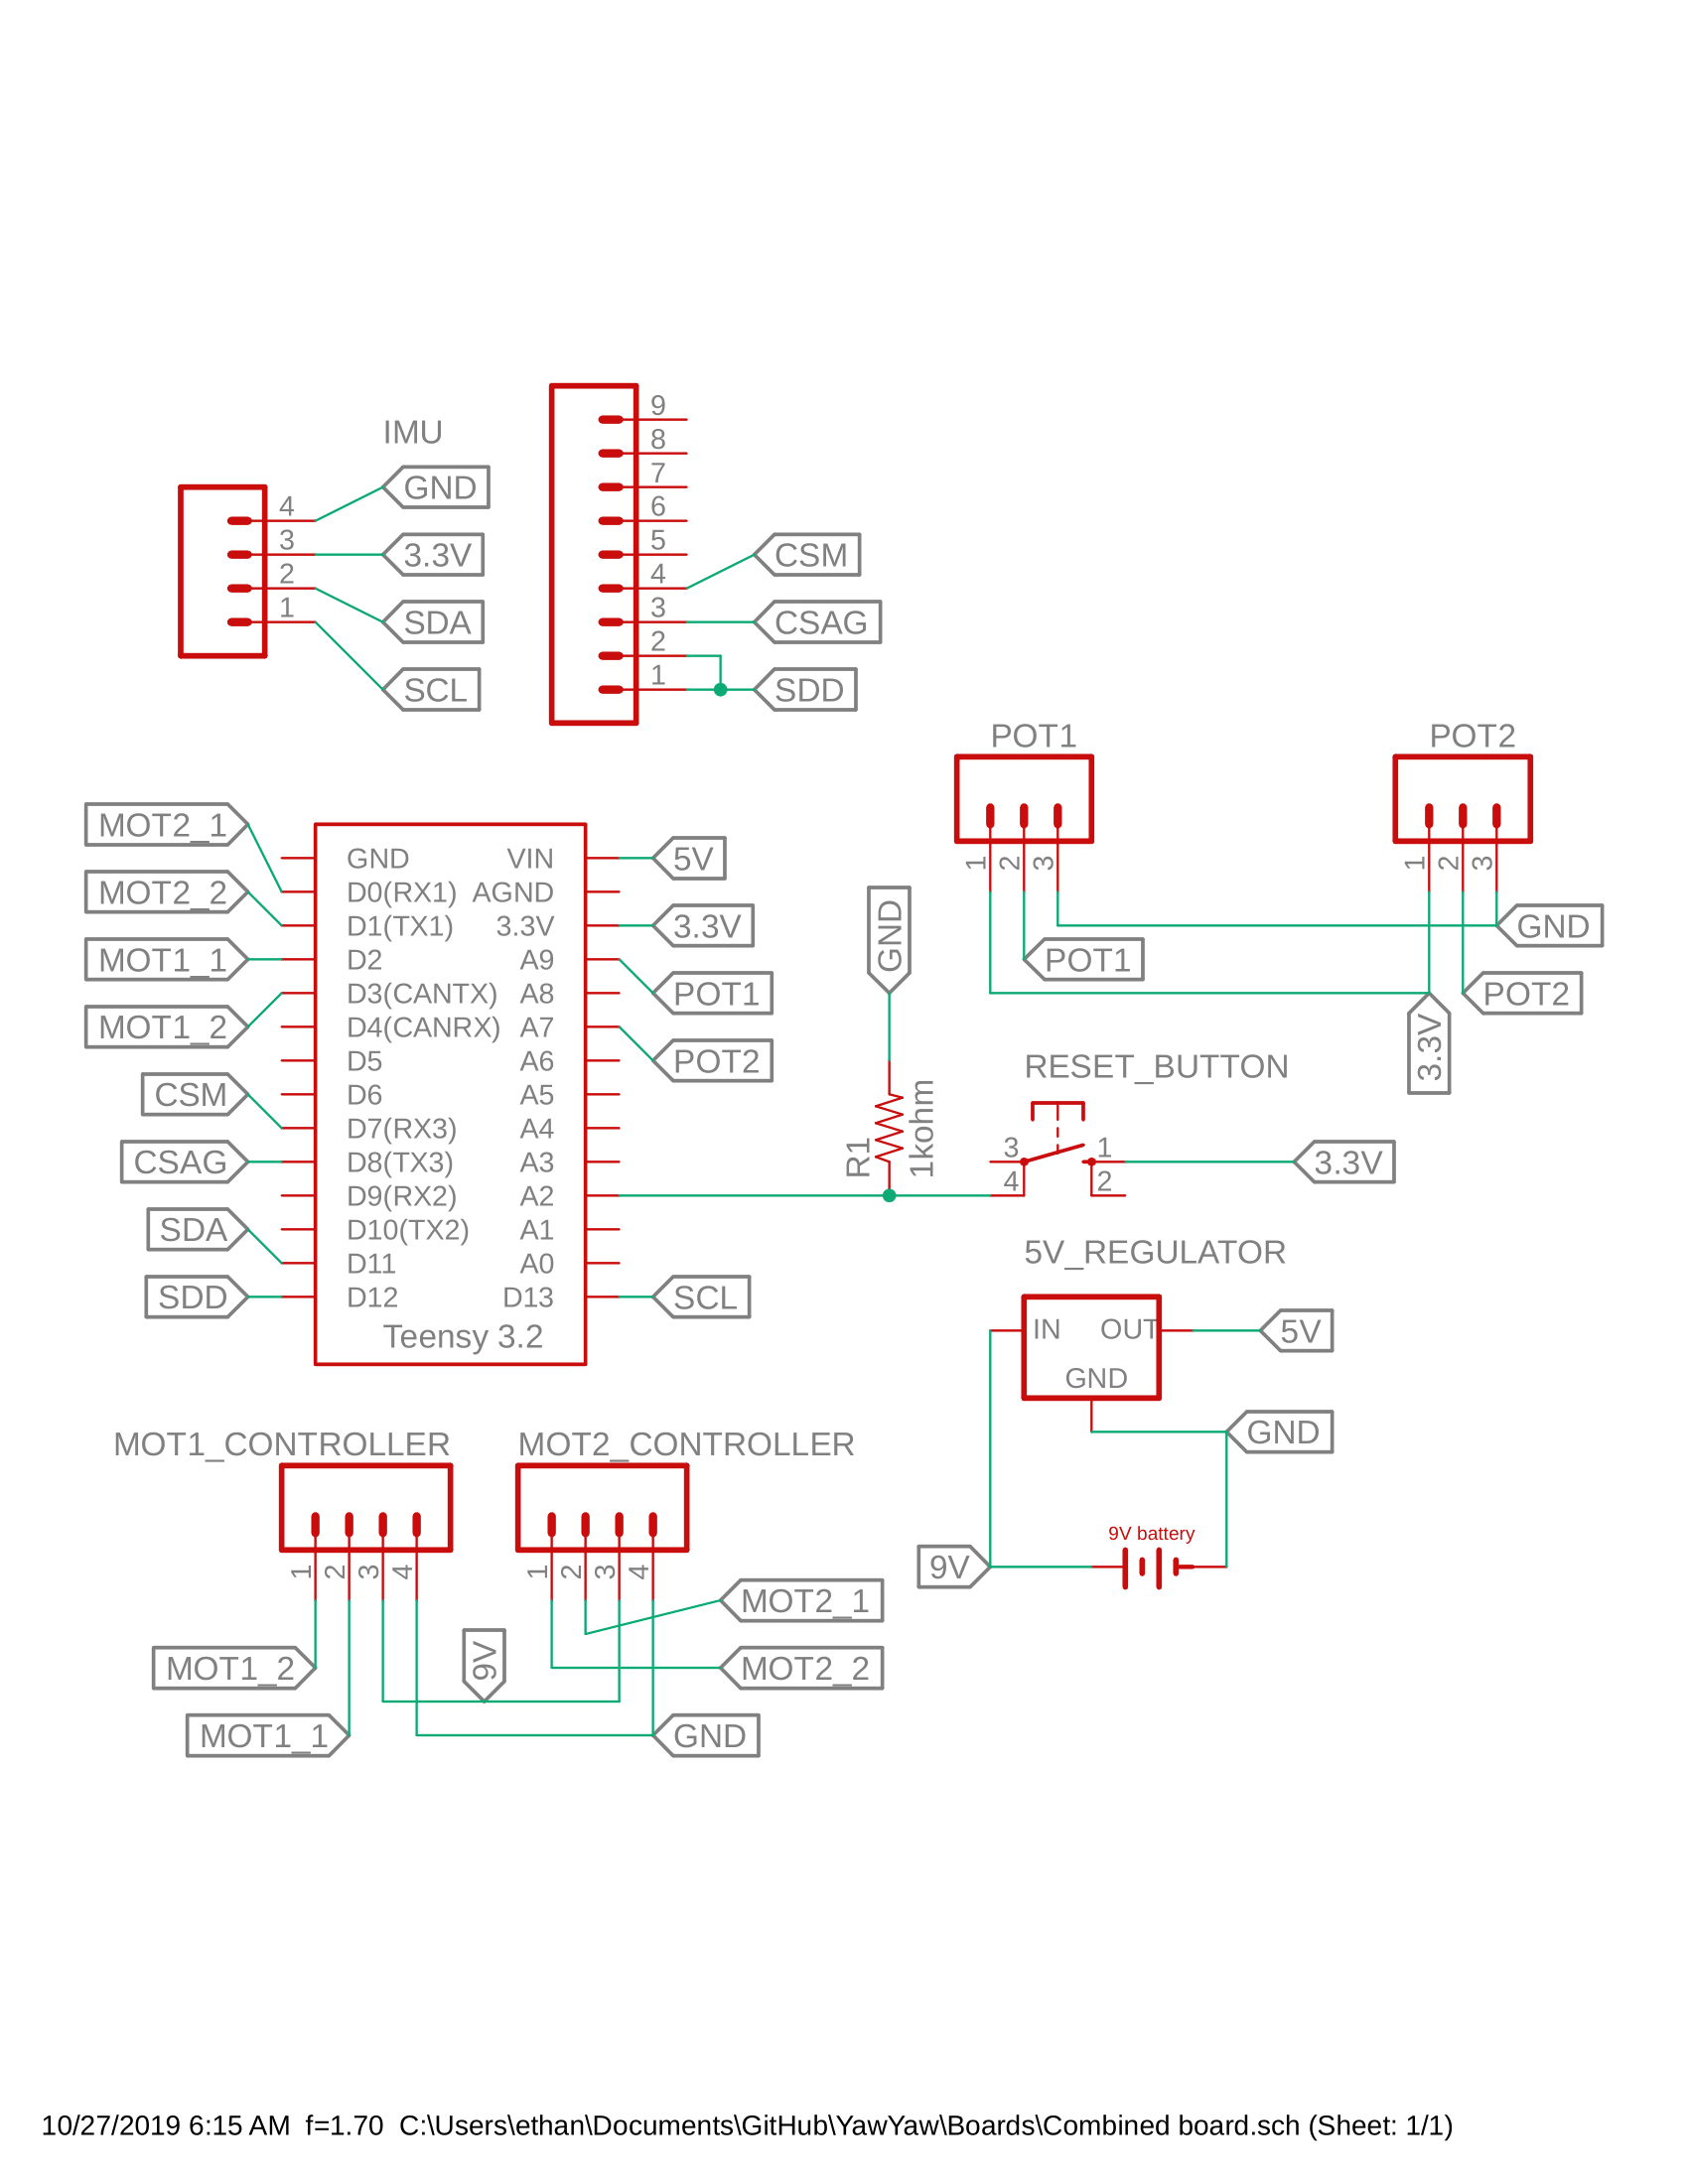 IMU
4
GND
3
3.3V
2
SDA
1
SCL
9
8
7
6
5
4
CSM
3
CSAG
2
1
SDD
POT1
1
2
3
POT1
POT2
1
2
3
GND
POT2
3.3V
MOT2_1
MOT2_2
MOT1_1
MOT1_2
CSM
CSAG
SDA
SDD
GND VIN
D0(RX1) AGND
D1(TX1) 3.3V
D2 A9
D3(CANTX) A8
D4(CANRX) A7
D5 A6
D6 A5
D7(RX3) A4
D8(TX3) A3
D9(RX2) A2
D10(TX2) A1
D11 A0
D12 D13
Teensy 3.2
5V
3.3V
POT1
POT2
SCL
GND
R1
1kohm
RESET_BUTTON
3 1
4 2
3.3V
5V_REGULATOR
IN OUT
GND
5V
GND
9V battery
9V
MOT1_CONTROLLER
1
2
3
4
MOT1_2
MOT1_1
9V
MOT2_CONTROLLER
1
2
3
4
MOT2_1
MOT2_2
GND
10/27/2019 6:15 AM f=1.70 C:\Users\ethan\Documents\GitHub\YawYaw\Boards\Combined board.sch (Sheet: 1/1)